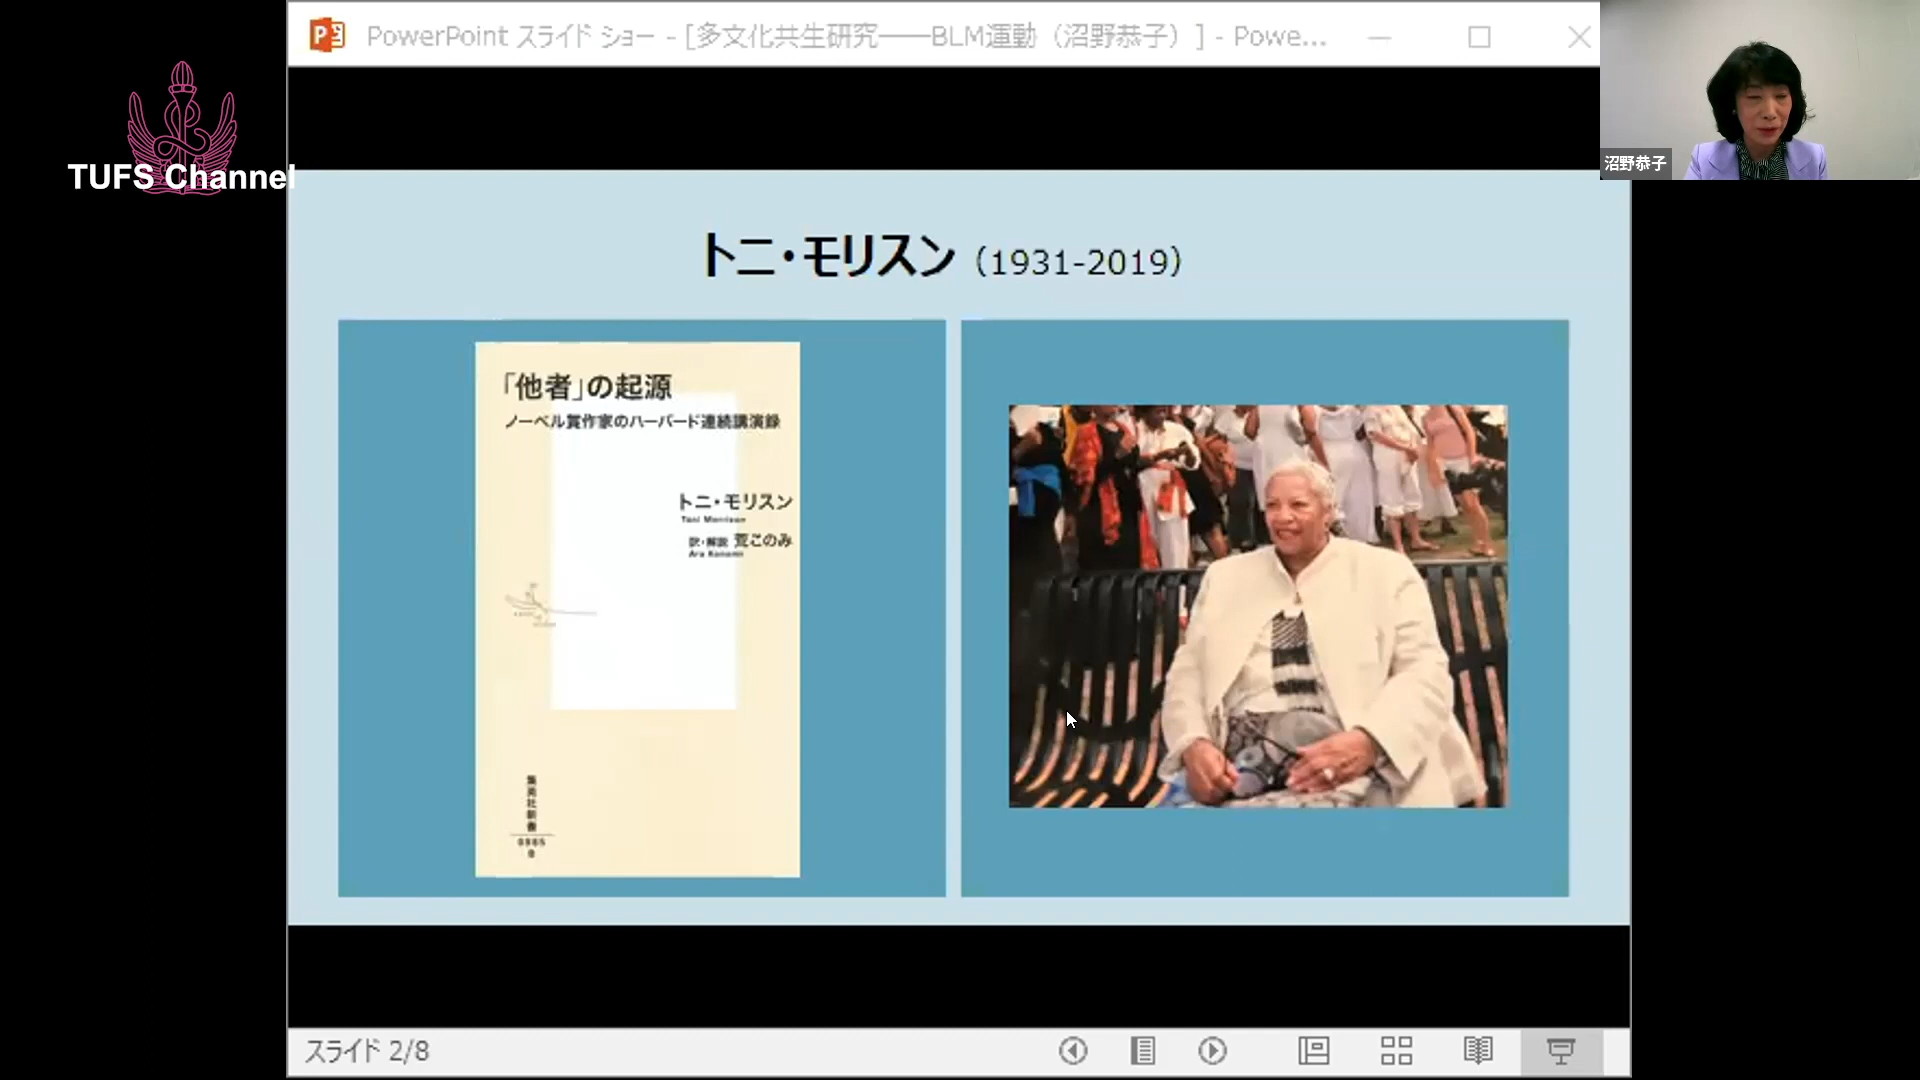 PowerPoint スライド ショー - [多文化共生研究――BLM運動（沼野恭子）] - Powe...
沼野恭子
TUFS Channel
トニ・モリスン（1931-2019）
「他者」の起源
ノーベル賞作家のハーバード連続講演録
トニ・モリスン
Toni Morrison
訳・解説 荒このみ
Ara Konomi
集英社新書
スライド 2/8